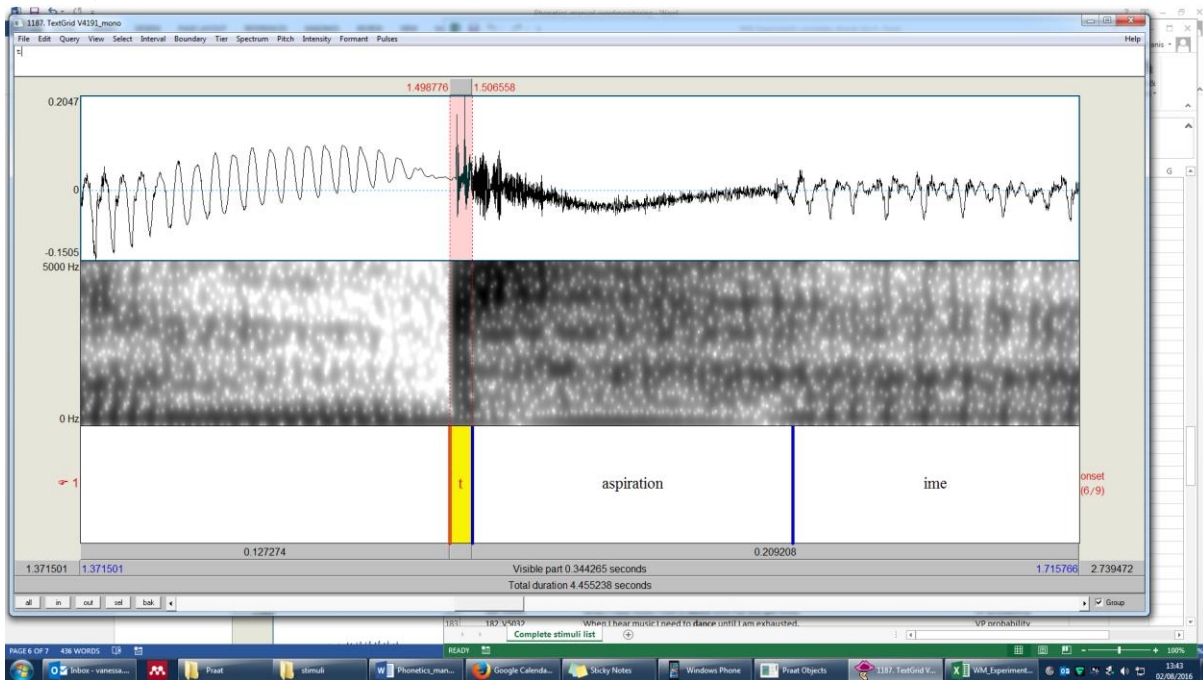 1187. TextGrid V4191_mono
File Edit Query View Select Interval Boundary Tier Spectrum Pitch Intensity Formant Pulses Help
t
1.498776 1.506558
0.2047
0
-0.1505
5000 Hz
0 Hz
G
1 t aspiration ime onset
(6/9)
0.127274 0.209208
1.371501 1.371501 Visible part 0.344265 seconds 1.715766 2.739472
Total duration 4.455238 seconds
all in out sel bak Group
183 182 V5032 When I hear music I need to dance until I am exhausted. VP probability
Complete stimuli list
PAGE 6 OF 7 436 WORDS READY 100%
Inbox - vanessa.... Praat stimuli Phonetics_man... Google Calenda... Sticky Notes Windows Phone Praat Objects 1187. TextGrid V... WM_Experiment... 13:43
02/08/2016